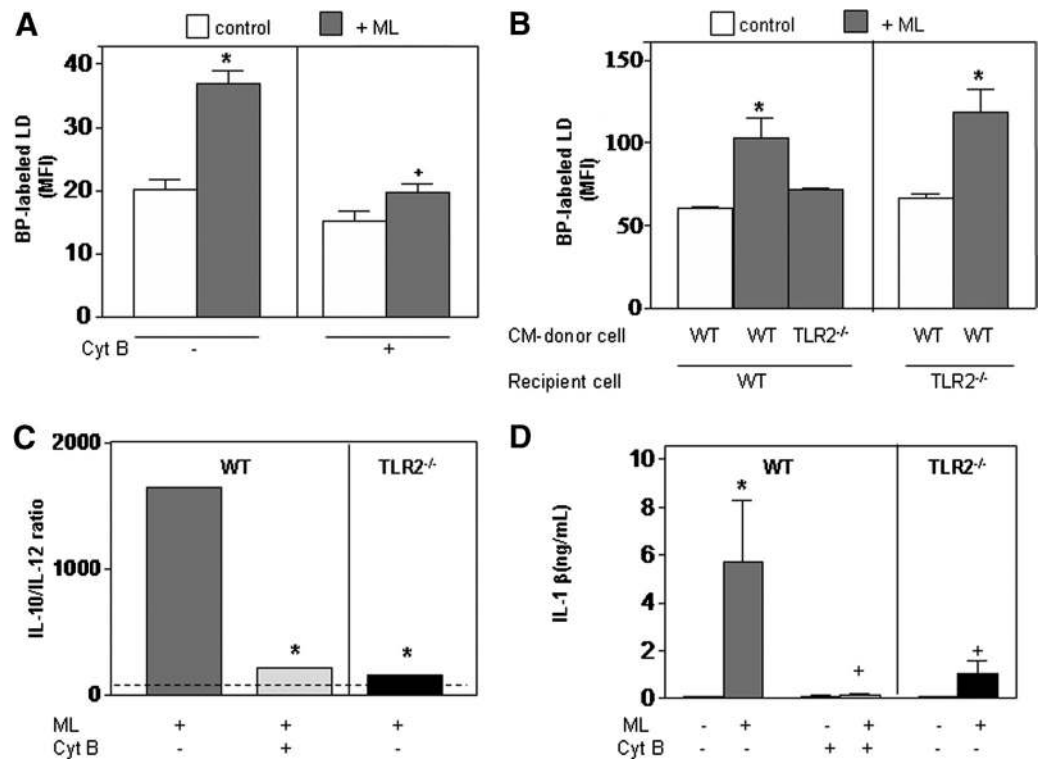 A
control
+ ML
BP-labeled LD
(MFI)
40
30
20
10
0
*
+
Cyt B
-
+
B
control
+ ML
BP-labeled LD
(MFI)
150
100
50
0
*
*
CM-donor cell
WT
WT
TLR2-/-
WT
WT
Recipient cell
WT
TLR2-/-
C
IL-10/IL-12 ratio
2000
1000
0
WT
TLR2-/-
*
*
ML + + +
Cyt B - + -
D
IL-1 β(ng/mL)
10
8
6
4
2
0
WT
TLR2-/-
*
+
+
ML - + - + - +
Cyt B - - + + - -